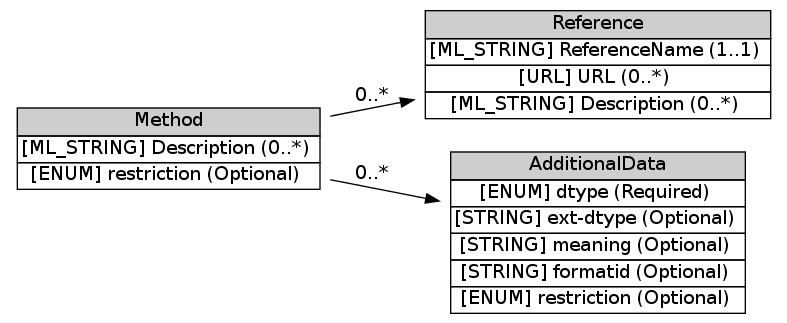 Method
[ML_STRING] Description (0..*)
[ENUM] restriction (Optional)
0..*
Reference
[ML_STRING] ReferenceName (1..1)
[URL] URL (0..*)
[ML_STRING] Description (0..*)
0..*
AdditionalData
[ENUM] dtype (Required)
[STRING] ext-dtype (Optional)
[STRING] meaning (Optional)
[STRING] formatid (Optional)
[ENUM] restriction (Optional)